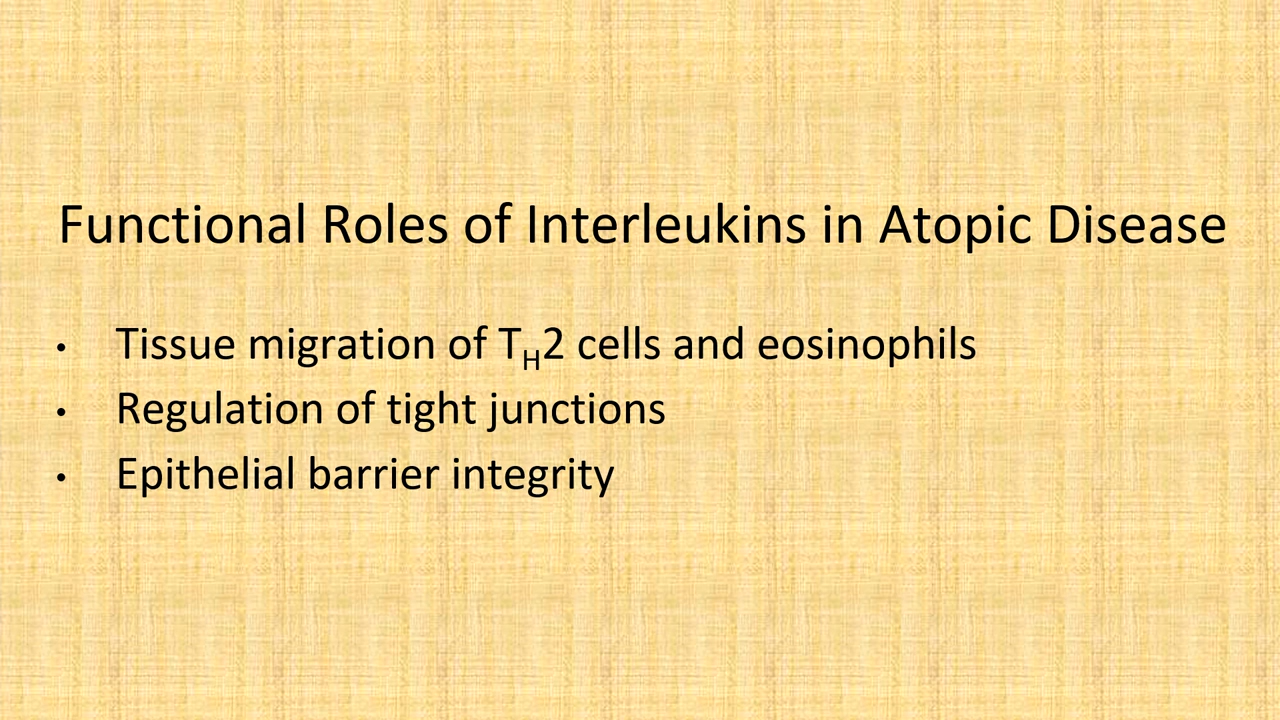 Functional Roles of Interleukins in Atopic Disease
• Tissue migration of T_H2 cells and eosinophils
• Regulation of tight junctions
• Epithelial barrier integrity